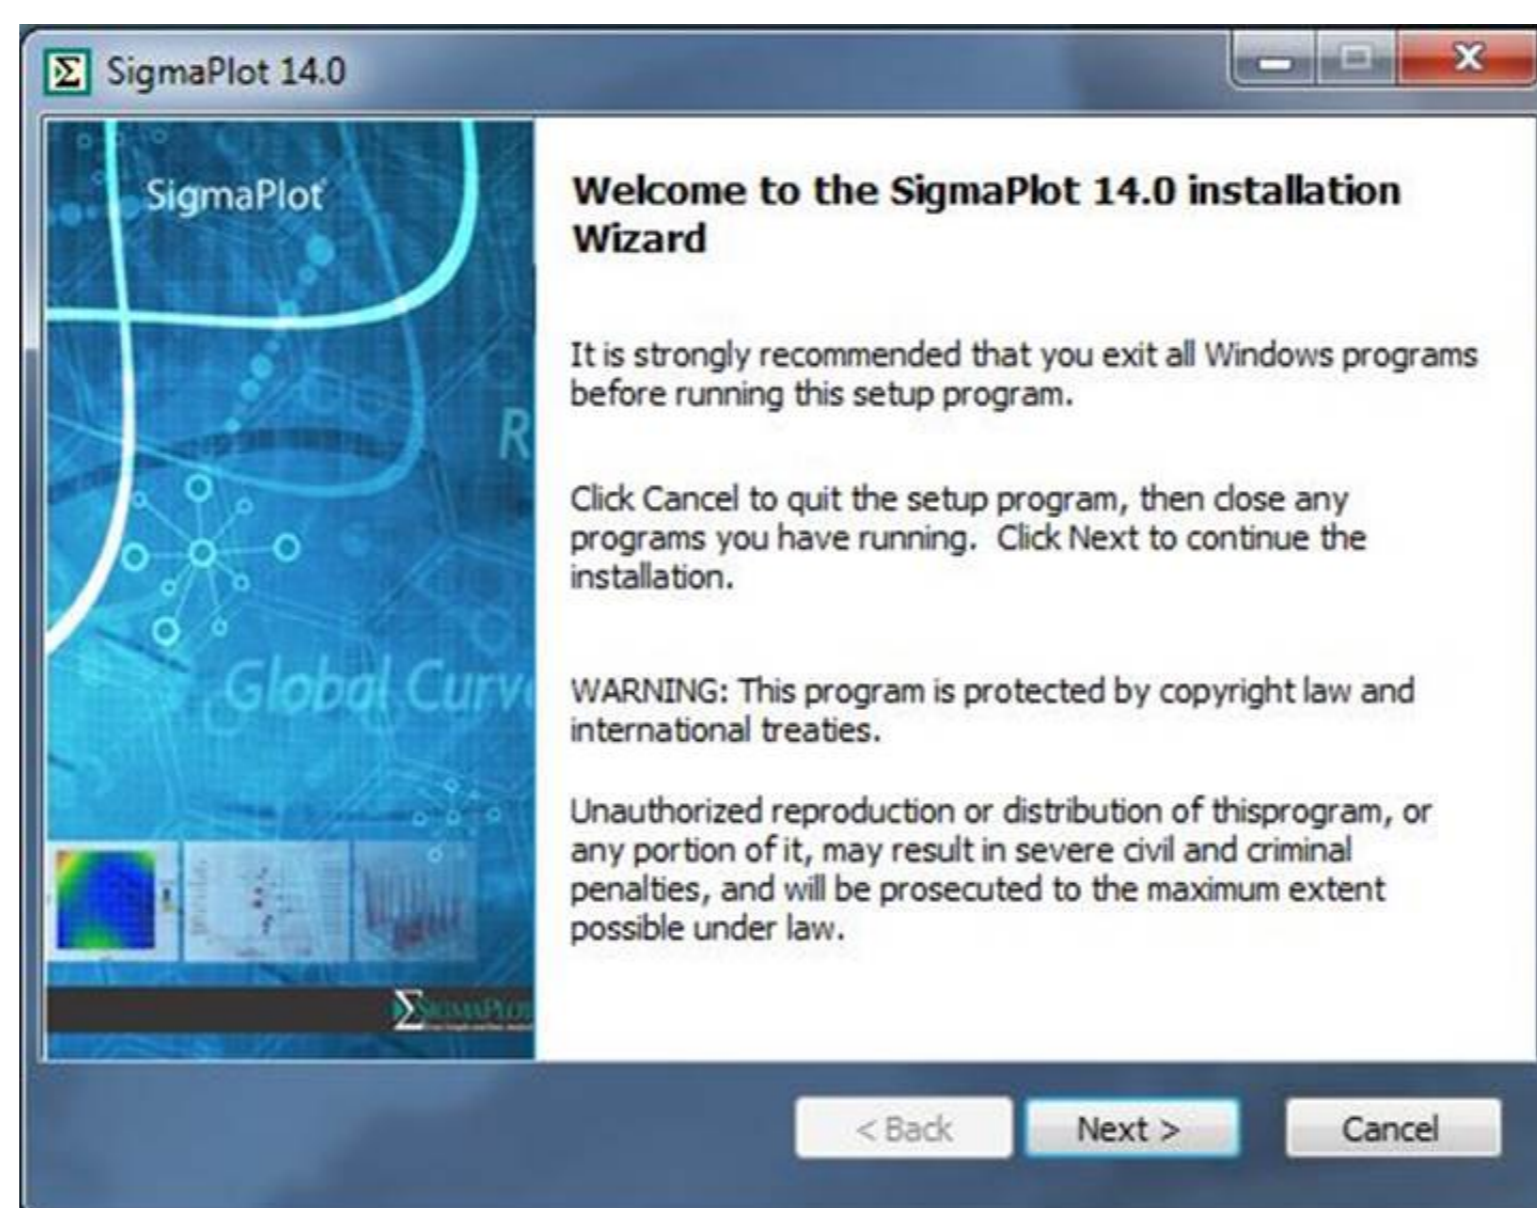 SigmaPlot 14.0
SigmaPlot
R
Global Curv
SIGMAPLOT
Welcome to the SigmaPlot 14.0 installation
Wizard
It is strongly recommended that you exit all Windows programs
before running this setup program.
Click Cancel to quit the setup program, then close any
programs you have running. Click Next to continue the
installation.
WARNING: This program is protected by copyright law and
international treaties.
Unauthorized reproduction or distribution of thisprogram, or
any portion of it, may result in severe civil and criminal
penalties, and will be prosecuted to the maximum extent
possible under law.
< Back
Next >
Cancel